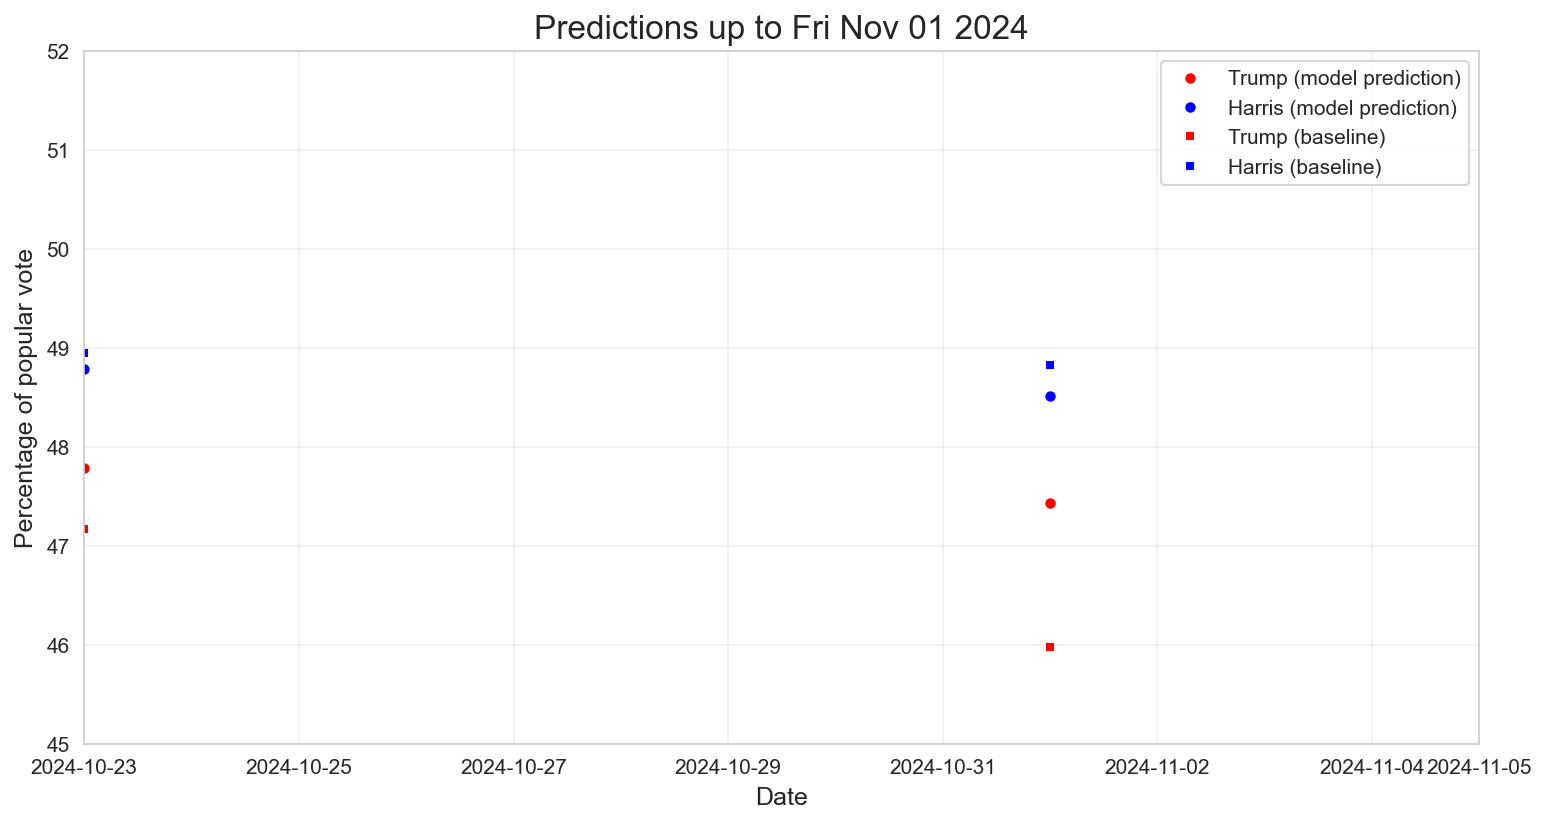 Predictions up to Fri Nov 01 2024
Trump (model prediction)
Harris (model prediction)
Trump (baseline)
Harris (baseline)
Percentage of popular vote
52
51
50
49
48
47
46
45
2024-10-23 2024-10-25 2024-10-27 2024-10-29 2024-10-31 2024-11-02 2024-11-04 2024-11-05
Date